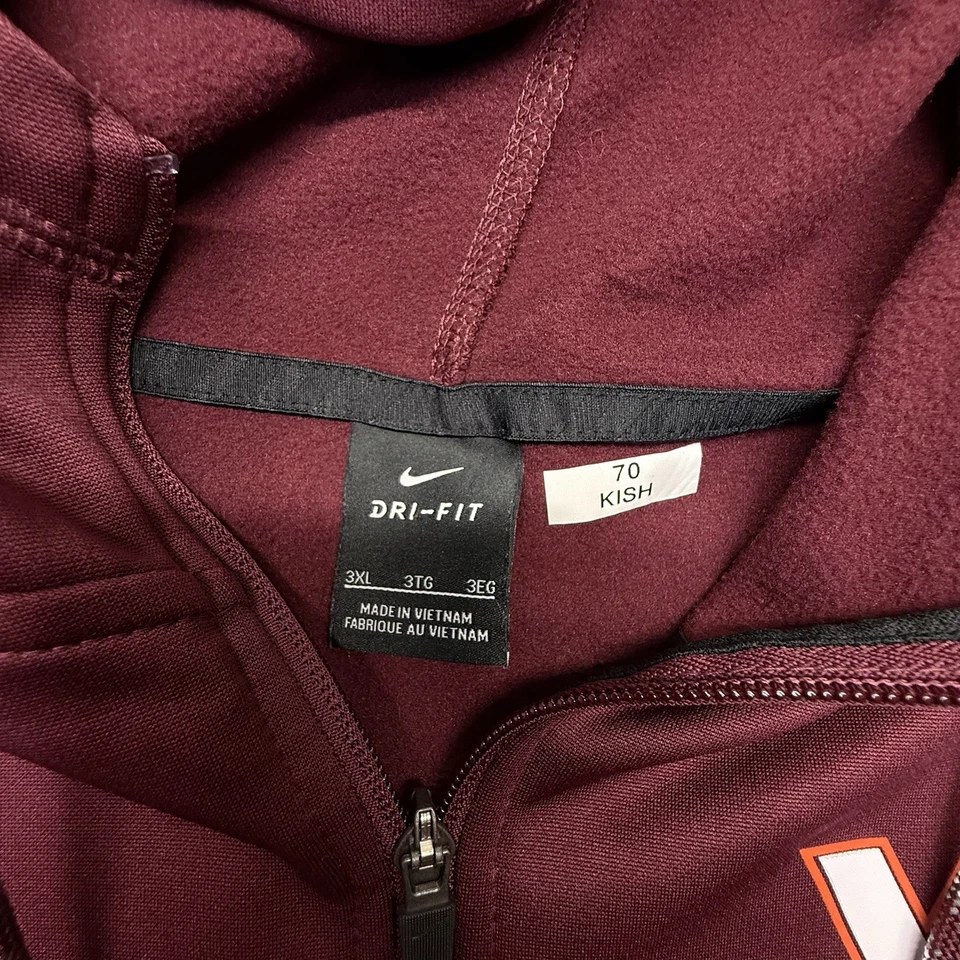 DRI-FIT
3XL 3TG 3EG
MADE IN VIETNAM
FABRIQUE AU VIETNAM
70
KISH